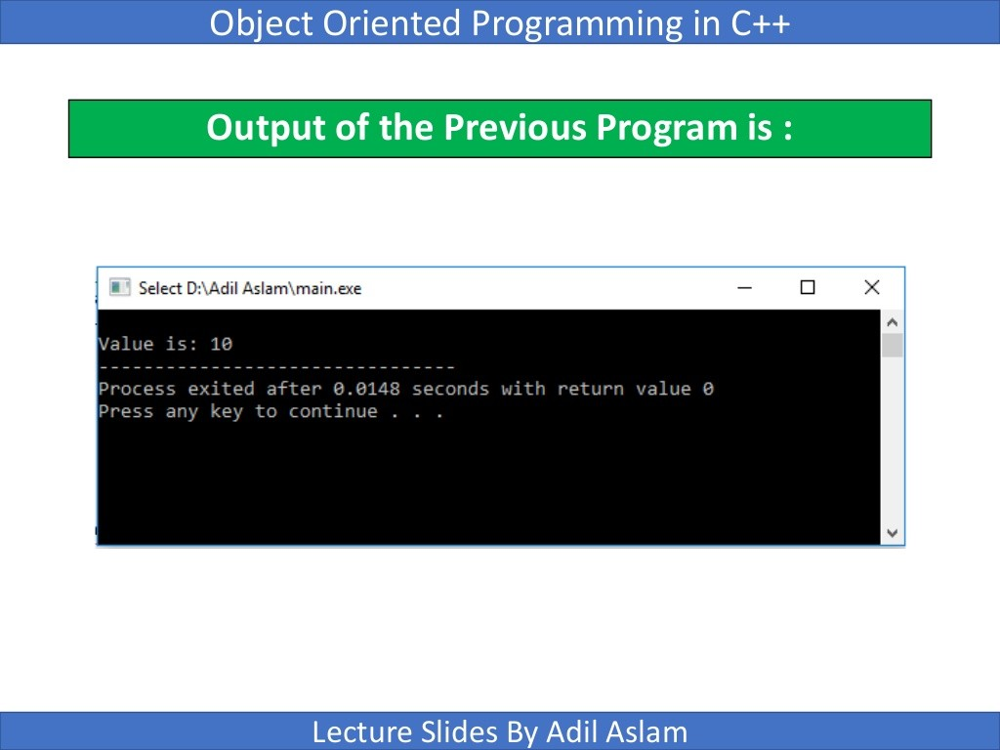 Object Oriented Programming in C++
Output of the Previous Program is :
Select D:\Adil Aslam\main.exe
Value is: 10
--------------------------------
Process exited after 0.0148 seconds with return value 0
Press any key to continue . . .
Lecture Slides By Adil Aslam